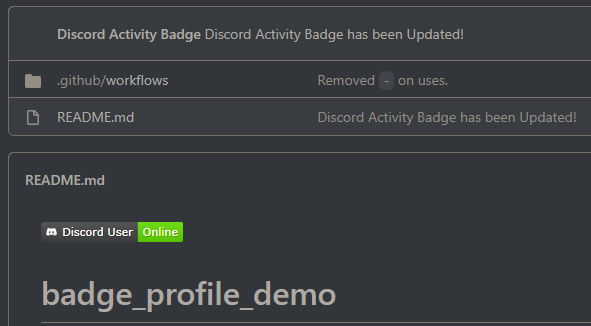 Discord Activity Badge Discord Activity Badge has been Updated!
.github/workflows Removed - on uses.
README.md Discord Activity Badge has been Updated!
README.md
Discord User Online
badge_profile_demo